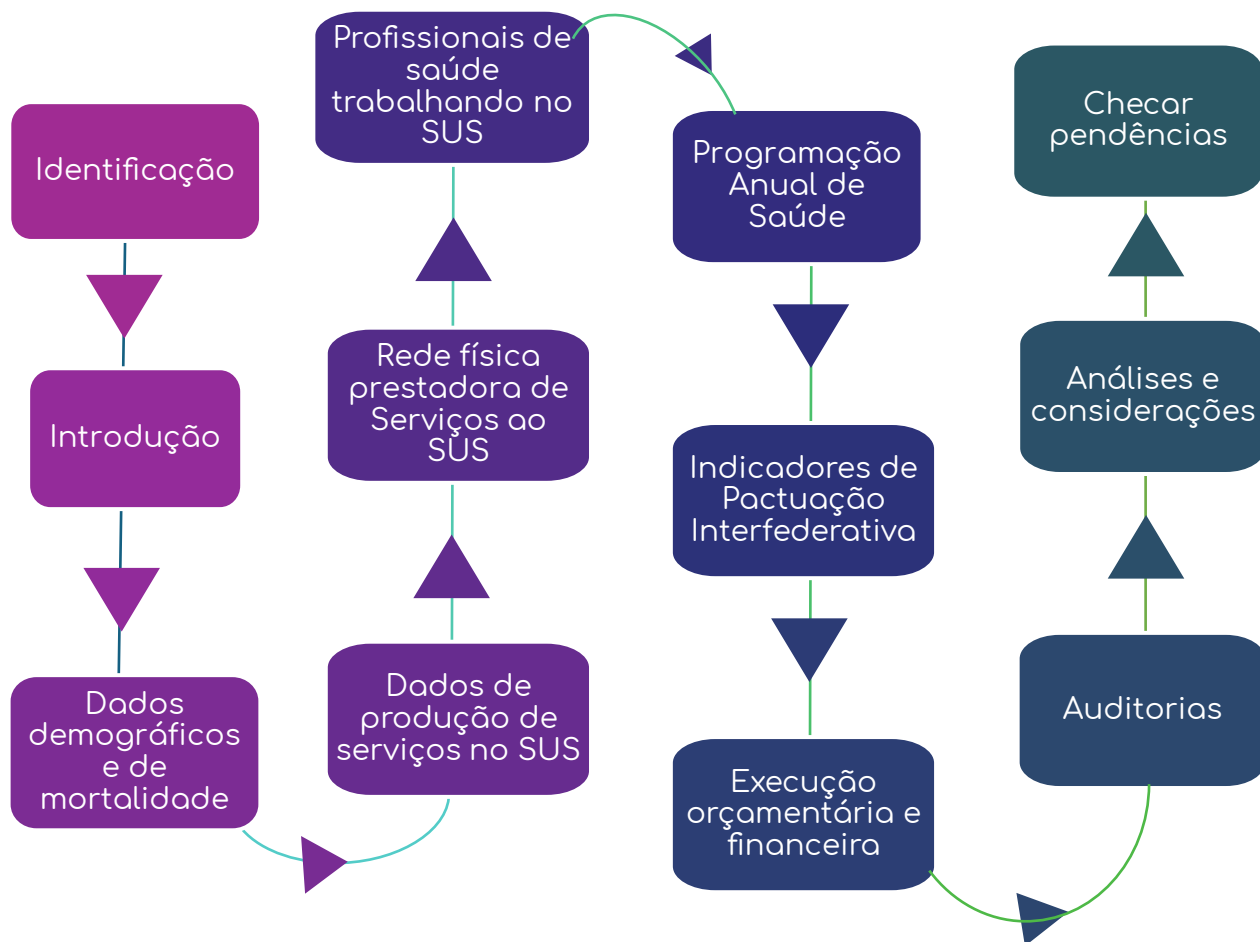 Identificação
Introdução
Dados
demográficos
e de
mortalidade
Dados de
produção de
serviços no SUS
Rede física
prestadora de
Serviços ao
SUS
Profissionais de
saúde
trabalhando no
SUS
Programação
Anual de
Saúde
Indicadores de
Pactuação
Interfederativa
Execução
orçamentária e
financeira
Auditorias
Análises e
considerações
Checar
pendências